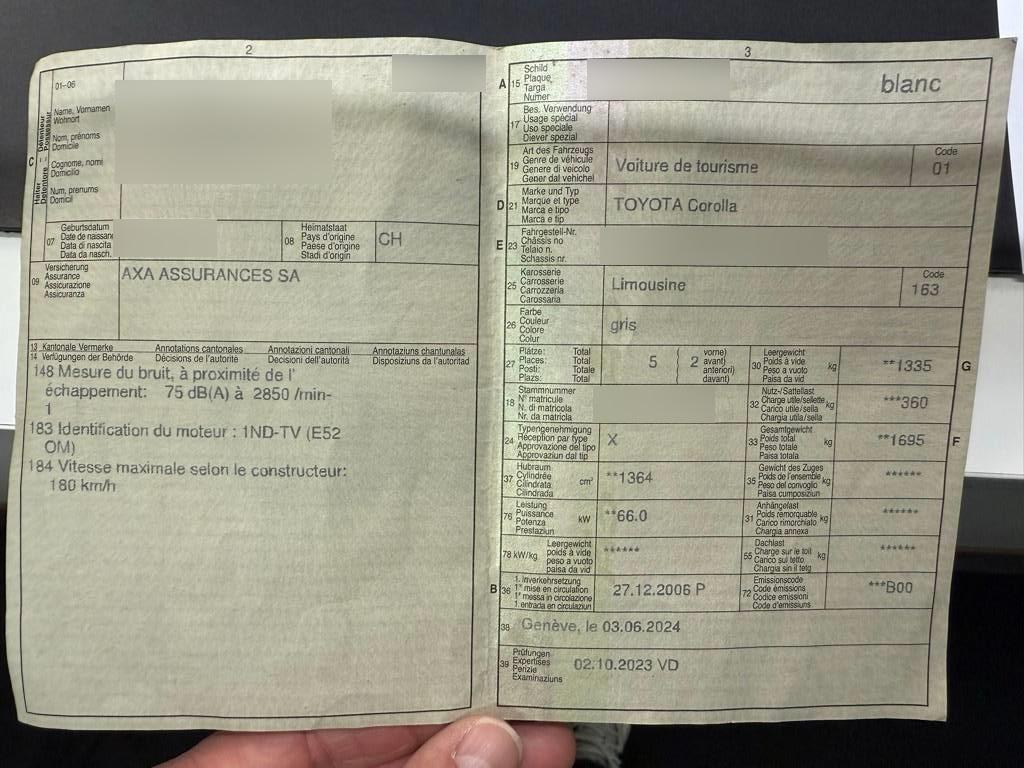 2
01-06
Name, Vornamen
Wohnort
Nom, prénoms
Domicile
Cognome, nomi
Domicilio
Num, prenums
Domicil
C
Halter – Détenteur
Detentore – Possessur
07
Geburtsdatum
Date de naissance
Data di nascita
Data da nasch.
08
Heimatstaat
Pays d'origine
Paese d'origine
Stadi d'origin
CH
09
Versicherung
Assurance
Assicurazione
Assicuranza
AXA ASSURANCES SA
13 Kantonale Vermerke Annotations cantonales Annotazioni cantonali Annotaziuns chantunalas
14 Verfügungen der Behörde Décisions de l'autorité Decisioni dell'autorità Disposiziuns da l'autoritad
148 Mesure du bruit, à proximité de l'
échappement: 75 dB(A) à 2850 /min-
1
183 Identification du moteur : 1ND-TV (E52
OM)
184 Vitesse maximale selon le constructeur:
180 km/h
3
A 15
Schild
Plaque
Targa
Numer
blanc
17
Bes. Verwendung
Usage spécial
Uso speciale
Diever spezial
19
Art des Fahrzeugs
Genre de véhicule
Genere di veicolo
Gener dal vehichel
Voiture de tourisme
Code
01
D 21
Marke und Typ
Marque et type
Marca e tipo
Marca e tip
TOYOTA Corolla
E 23
Fahrgestell-Nr.
Châssis no
Telaio n.
Schassis nr.
25
Karosserie
Carrosserie
Carrozzeria
Carossaria
Limousine
Code
163
26
Farbe
Couleur
Colore
Colur
gris
27
Plätze: Total
Places: Total
Posti: Totale
Plazs: Total
5
2
vorne)
avant)
anteriori)
davant)
30
Leergewicht
Poids à vide
Peso a vuoto
Paisa da vid
kg
**1335
G
18
Stammnummer
N° matricule
N. di matricola
Nr. da matricla
32
Nutz-/Sattellast
Charge utile/sellette
Carico utile/sella
Chargia utila/sella
kg
***360
24
Typengenehmigung
Réception par type
Approvazione del tipo
Approvaziun dal tip
X
33
Gesamtgewicht
Poids total
Peso totale
Paisa totala
kg
**1695
F
37
Hubraum
Cylindrée
Cilindrata
Cilindrada
cm³
**1364
35
Gewicht des Zuges
Poids de l'ensemble
Peso del convoglio
Paisa cumposiziun
kg
******
76
Leistung
Puissance
Potenza
Prestaziun
kW
**66.0
31
Anhängelast
Poids remorquable
Carico rimorchiato
Chargia annexa
kg
******
78 kW/kg
Leergewicht
poids à vide
peso a vuoto
paisa da vid
******
55
Dachlast
Charge sur le toit
Carico sul tetto
Chargia sin il tetg
kg
******
B 36
1. Inverkehrsetzung
1re mise en circulation
1a messa in circolazione
1. entrada en circulaziun
27.12.2006 P
72
Emissionscode
Code émissions
Codice emissioni
Code d'emissiuns
***B00
38
Genève, le 03.06.2024
39
Prüfungen
Expertises
Perizie
Examinaziuns
02.10.2023 VD